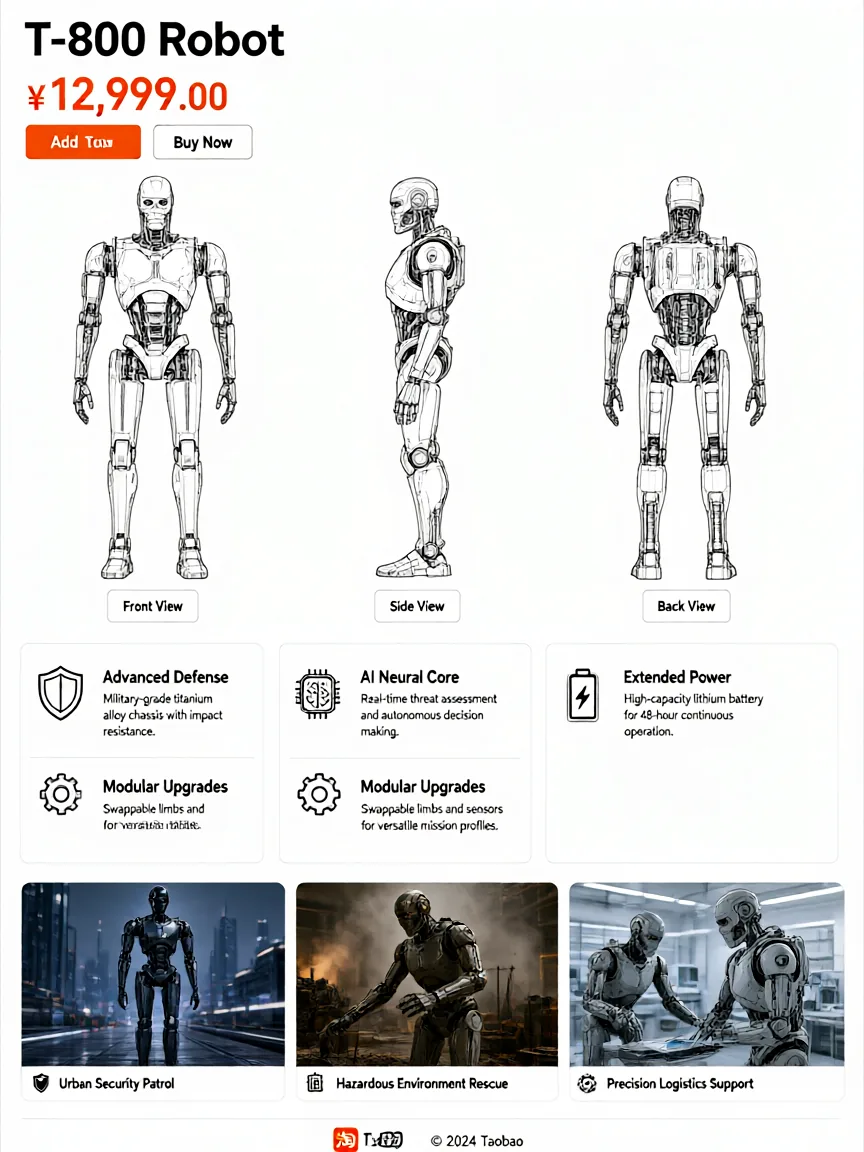 T-800 Robot
¥12,999.00
Add
Buy Now
Front View
Side View
Back View
Advanced Defense
Military-grade titanium
alloy chassis with impact
resistance.
AI Neural Core
Real-time threat assessment
and autonomous decision
making.
Extended Power
High-capacity lithium battery
for 48-hour continuous
operation.
Modular Upgrades
Swappable limbs and
for
Modular Upgrades
Swappable limbs and sensors
for versatile mission profiles.
Urban Security Patrol
Hazardous Environment Rescue
Precision Logistics Support
淘
© 2024 Taobao